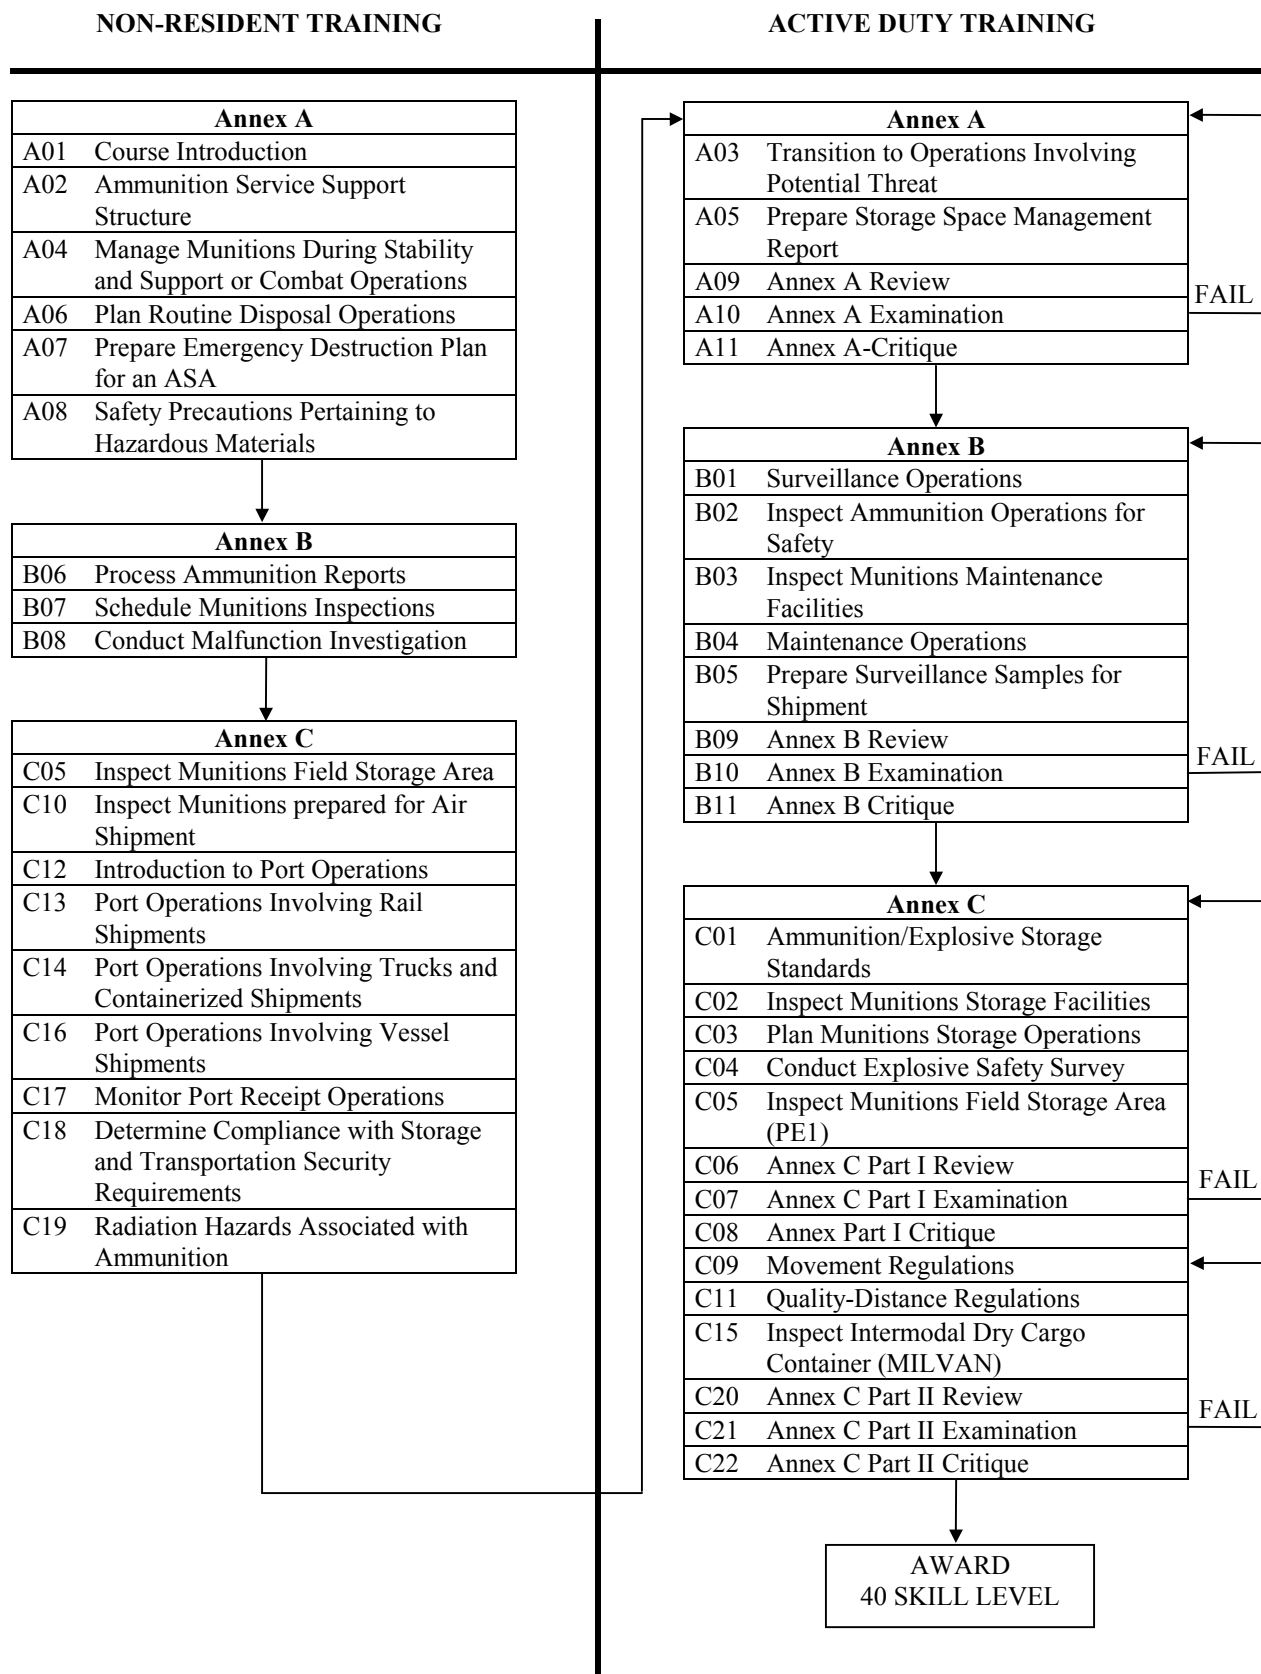 NON-RESIDENT TRAINING
Annex A
A01 Course Introduction
A02 Ammunition Service Support
Structure
A04 Manage Munitions During Stability
and Support or Combat Operations
A06 Plan Routine Disposal Operations
A07 Prepare Emergency Destruction Plan
for an ASA
A08 Safety Precautions Pertaining to
Hazardous Materials
Annex B
B06 Process Ammunition Reports
B07 Schedule Munitions Inspections
B08 Conduct Malfunction Investigation
Annex C
C05 Inspect Munitions Field Storage Area
C10 Inspect Munitions prepared for Air
Shipment
C12 Introduction to Port Operations
C13 Port Operations Involving Rail
Shipments
C14 Port Operations Involving Trucks and
Containerized Shipments
C16 Port Operations Involving Vessel
Shipments
C17 Monitor Port Receipt Operations
C18 Determine Compliance with Storage
and Transportation Security
Requirements
C19 Radiation Hazards Associated with
Ammunition
ACTIVE DUTY TRAINING
Annex A
A03 Transition to Operations Involving
Potential Threat
A05 Prepare Storage Space Management
Report
A09 Annex A Review
A10 Annex A Examination
FAIL
A11 Annex A-Critique
Annex B
B01 Surveillance Operations
B02 Inspect Ammunition Operations for
Safety
B03 Inspect Munitions Maintenance
Facilities
B04 Maintenance Operations
B05 Prepare Surveillance Samples for
Shipment
B09 Annex B Review
B10 Annex B Examination
FAIL
B11 Annex B Critique
Annex C
C01 Ammunition/Explosive Storage
Standards
C02 Inspect Munitions Storage Facilities
C03 Plan Munitions Storage Operations
C04 Conduct Explosive Safety Survey
C05 Inspect Munitions Field Storage Area
(PE1)
C06 Annex C Part I Review
C07 Annex C Part I Examination
FAIL
C08 Annex Part I Critique
C09 Movement Regulations
C11 Quality-Distance Regulations
C15 Inspect Intermodal Dry Cargo
Container (MILVAN)
C20 Annex C Part II Review
C21 Annex C Part II Examination
FAIL
C22 Annex C Part II Critique
AWARD
40 SKILL LEVEL